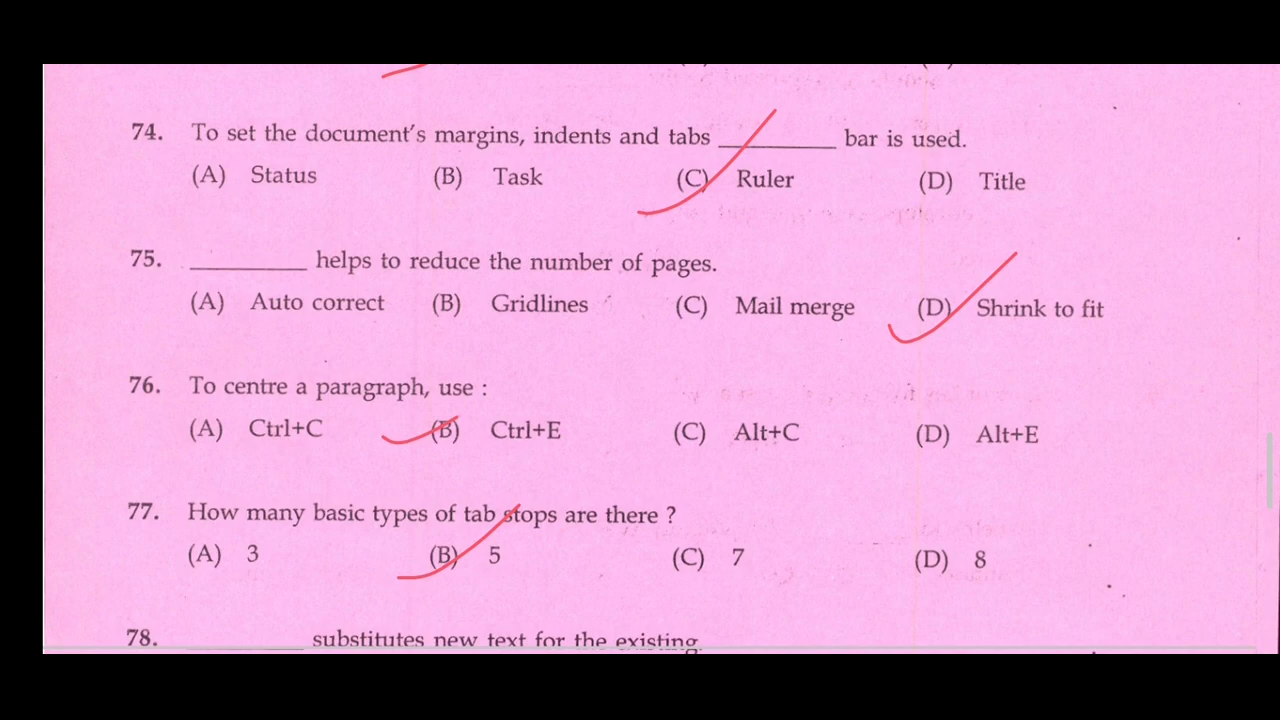 74. To set the document's margins, indents and tabs __________ bar is used.
(A) Status (B) Task (C) Ruler (D) Title
75. __________ helps to reduce the number of pages.
(A) Auto correct (B) Gridlines (C) Mail merge (D) Shrink to fit
76. To centre a paragraph, use :
(A) Ctrl+C (B) Ctrl+E (C) Alt+C (D) Alt+E
77. How many basic types of tab stops are there ?
(A) 3 (B) 5 (C) 7 (D) 8
78. __________ substitutes new text for the existing.